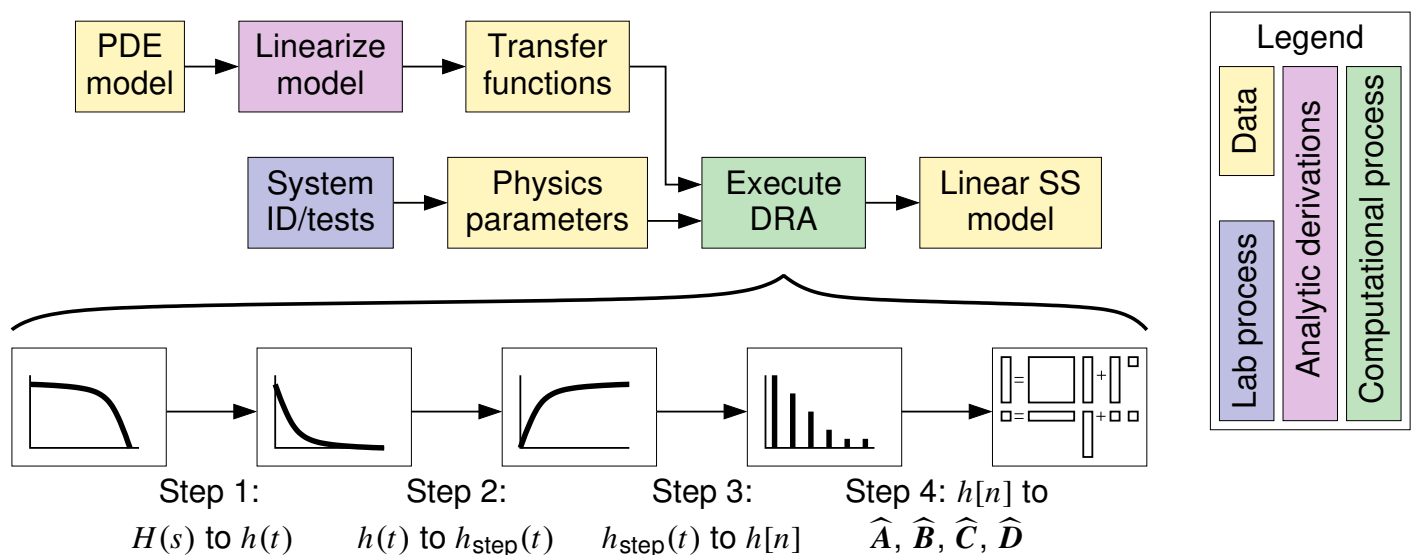 PDE
model
Linearize
model
Transfer
functions
System
ID/tests
Physics
parameters
Execute
DRA
Linear SS
model
Legend
Data
Lab process
Analytic derivations
Computational process
=
+
=
+
Step 1:
H(s) to h(t)
Step 2:
h(t) to h_step(t)
Step 3:
h_step(t) to h[n]
Step 4: h[n] to
Â, B̂, Ĉ, D̂